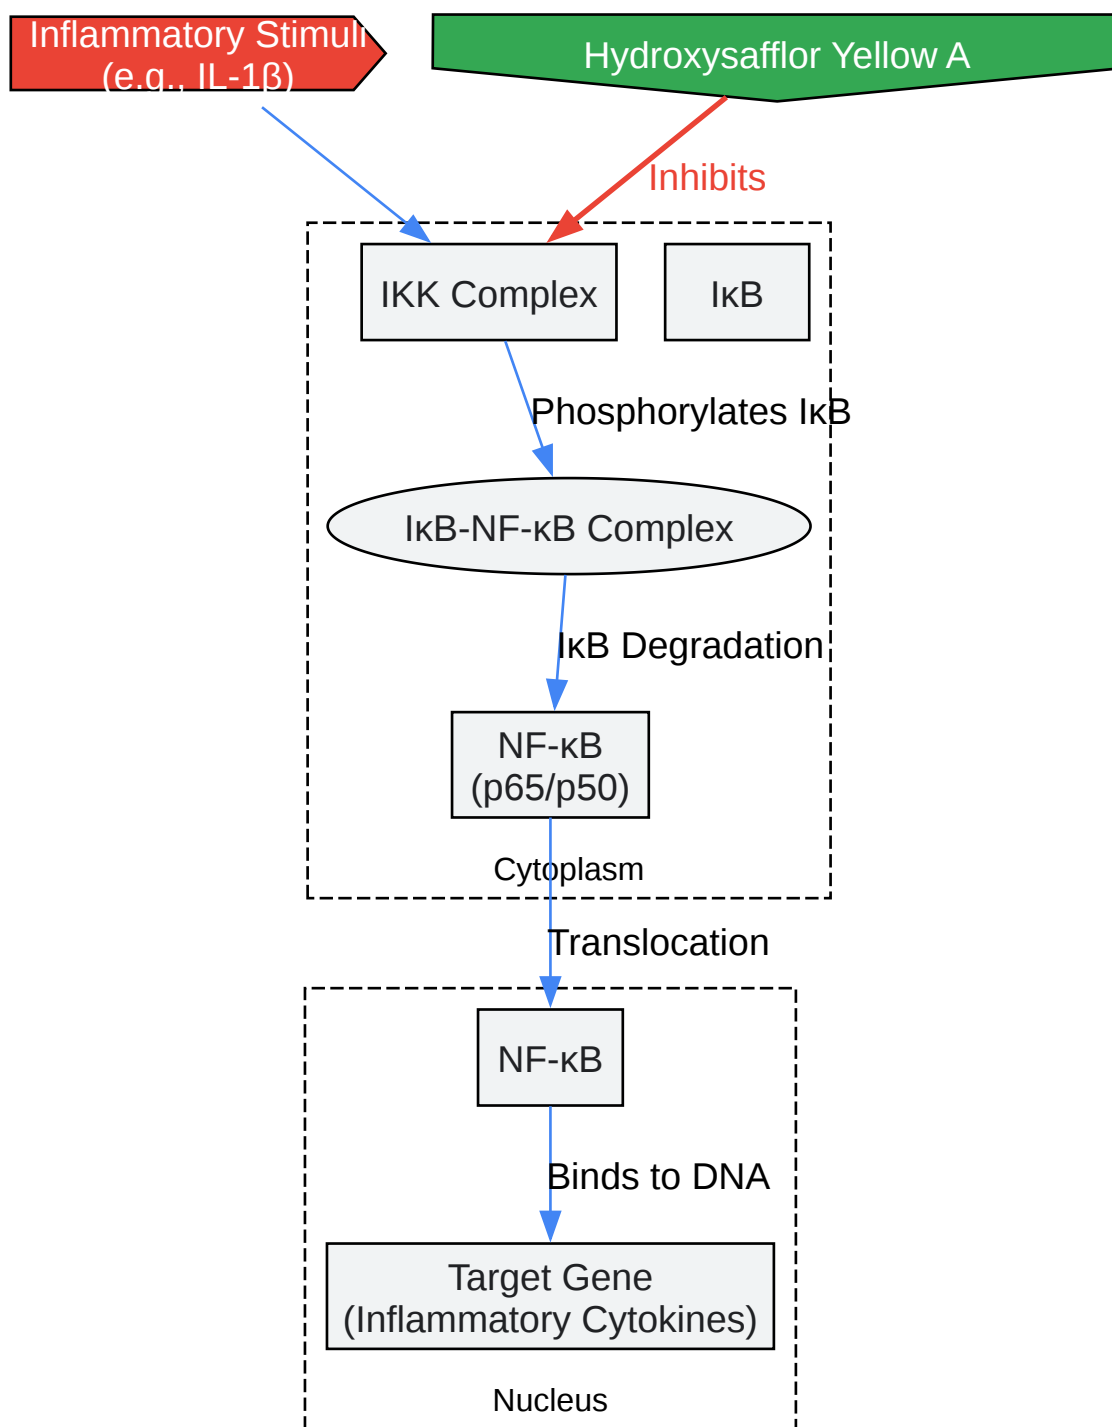 Inflammatory Stimuli
(e.g., IL-1β)
Hydroxysafflor Yellow A
Inhibits
IKK Complex
IκB
Phosphorylates IκB
IκB-NF-κB Complex
IκB Degradation
NF-κB
(p65/p50)
Cytoplasm
Translocation
NF-κB
Binds to DNA
Target Gene
(Inflammatory Cytokines)
Nucleus